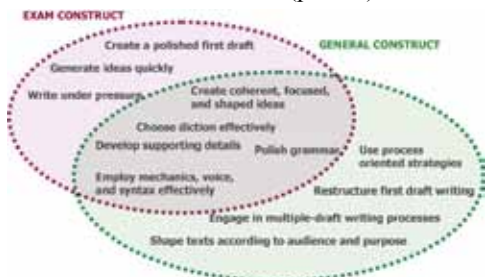 EXAM CONSTRUCT
Create a polished first draft
GENERAL CONSTRUCT
Generate ideas quickly
Write under pressure
Create coherent, focused,
and shaped ideas
Choose diction effectively
Develop supporting details
Polish grammar
Use process
oriented strategies
Employ mechanics, voice,
and syntax effectively
Restructure first draft writing
Engage in multiple-draft writing processes
Shape texts according to audience and purpose